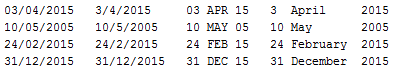 03/04/2015 3/4/2015 03 APR 15 3 April 2015
10/05/2005 10/5/2005 10 MAY 05 10 May 2005
24/02/2015 24/2/2015 24 FEB 15 24 February 2015
31/12/2015 31/12/2015 31 DEC 15 31 December 2015